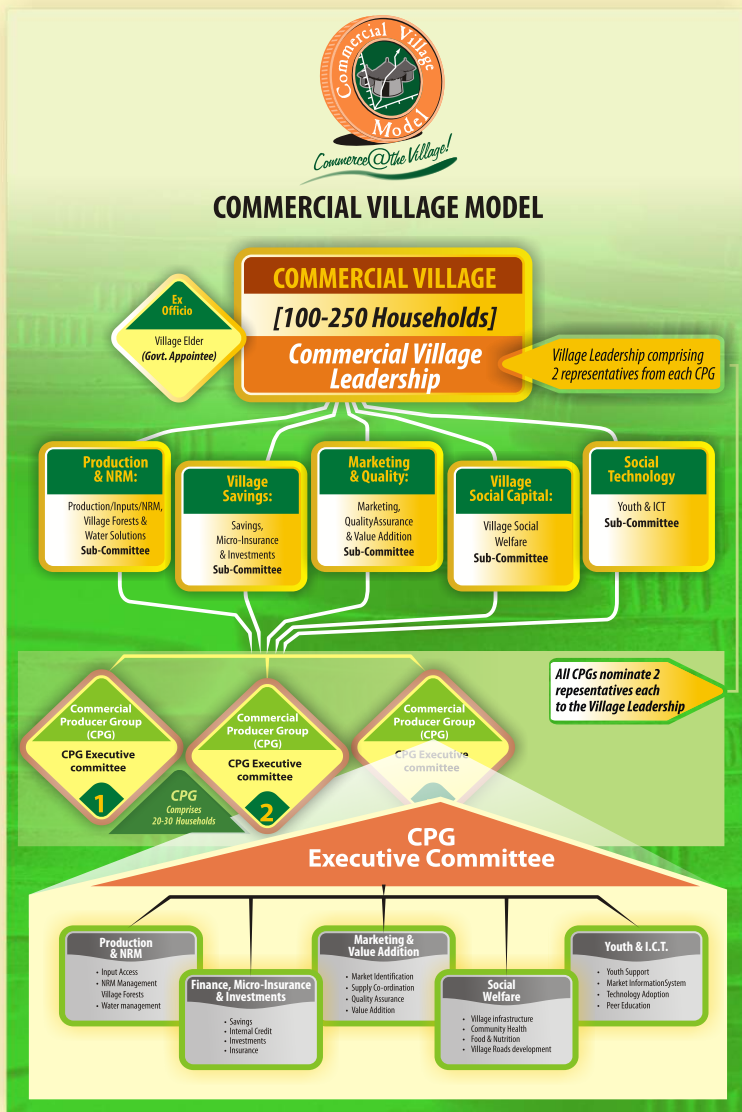 Commercial Village
Model
Commerce@the Village!
COMMERCIAL VILLAGE MODEL
COMMERCIAL VILLAGE
[100-250 Households]
Commercial Village
Leadership
Ex
Officio
Village Elder
(Govt. Appointee)
Village Leadership comprising
2 representatives from each CPG
Production
& NRM:
Production/Inputs/NRM,
Village Forests &
Water Solutions
Sub-Committee
Village
Savings:
Savings,
Micro-Insurance
& Investments
Sub-Committee
Marketing
& Quality:
Marketing,
QualityAssurance
& Value Addition
Sub-Committee
Village
Social Capital:
Village Social
Welfare
Sub-Committee
Social
Technology
Youth & ICT
Sub-Committee
All CPGs nominate 2
repesentatives each
to the Village Leadership
Commercial
Producer Group
(CPG)
CPG Executive
committee
1
CPG
Comprises
20-30 Households
Commercial
Producer Group
(CPG)
CPG Executive
committee
2
Commercial
Producer Group
(CPG)
CPG Executive
committee
CPG
Executive Committee
Production
& NRM
• Input Access
• NRM Management
Village Forests
• Water management
Finance, Micro-Insurance
& Investments
• Savings
• Internal Credit
• Investments
• Insurance
Marketing &
Value Addition
• Market Identification
• Supply Co-ordination
• Quality Assurance
• Value Addition
Social
Welfare
• Village infrastructure
• Community Health
• Food & Nutrition
• Village Roads development
Youth & I.C.T.
• Youth Support
• Market InformationSystem
• Technology Adoption
• Peer Education